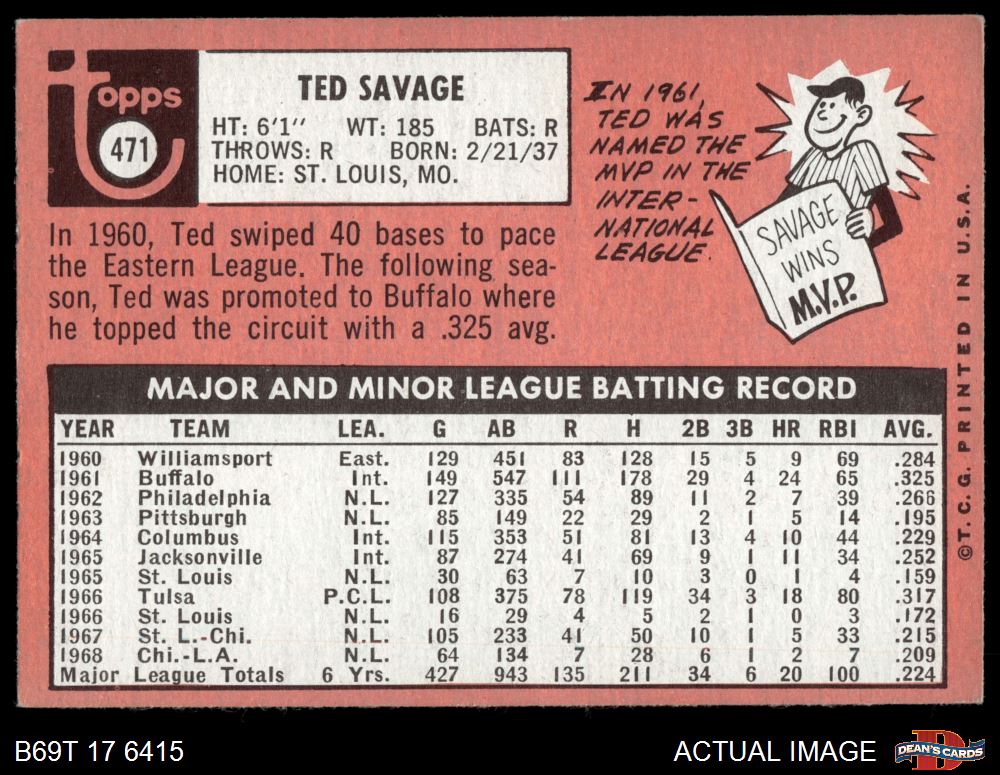 topps
471
TED SAVAGE
HT: 6'1" WT: 185 BATS: R
THROWS: R BORN: 2/21/37
HOME: ST. LOUIS, MO.
IN 1961,
TED WAS
NAMED THE
MVP IN THE
INTER-
NATIONAL
LEAGUE.
SAVAGE
WINS
M.V.P.
In 1960, Ted swiped 40 bases to pace
the Eastern League. The following sea-
son, Ted was promoted to Buffalo where
he topped the circuit with a .325 avg.
MAJOR AND MINOR LEAGUE BATTING RECORD
YEAR TEAM LEA. G AB R H 2B 3B HR RBI AVG.
1960 Williamsport East. 129 451 83 128 15 5 9 69 .284
1961 Buffalo Int. 149 547 111 178 29 4 24 65 .325
1962 Philadelphia N.L. 127 335 54 89 11 2 7 39 .266
1963 Pittsburgh N.L. 85 149 22 29 2 1 5 14 .195
1964 Columbus Int. 115 353 51 81 13 4 10 44 .229
1965 Jacksonville Int. 87 274 41 69 9 1 11 34 .252
1965 St. Louis N.L. 30 63 7 10 3 0 1 4 .159
1966 Tulsa P.C.L. 108 375 78 119 34 3 18 80 .317
1966 St. Louis N.L. 16 29 4 5 2 1 0 3 .172
1967 St. L.-Chi. N.L. 105 233 41 50 10 1 5 33 .215
1968 Chi.-L.A. N.L. 64 134 7 28 6 1 2 7 .209
Major League Totals 6 Yrs. 427 943 135 211 34 6 20 100 .224
©T.C.G. PRINTED IN U.S.A.
B69T 17 6415
ACTUAL IMAGE
DEAN'S CARDS